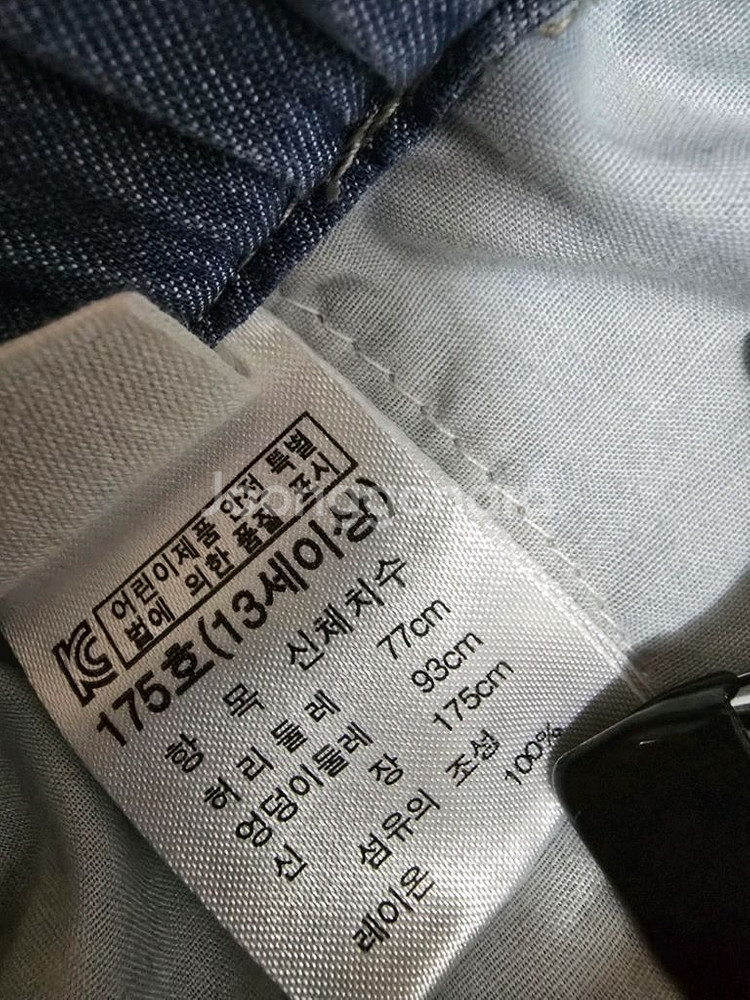 KC 어린이제품 안전 특별
법에 의한 품질 표시
175호(13세이상)
항 목 신체치수
허리둘레 77cm
엉덩이둘레 93cm
신 장 175cm
섬유의 조성
레이온 100%